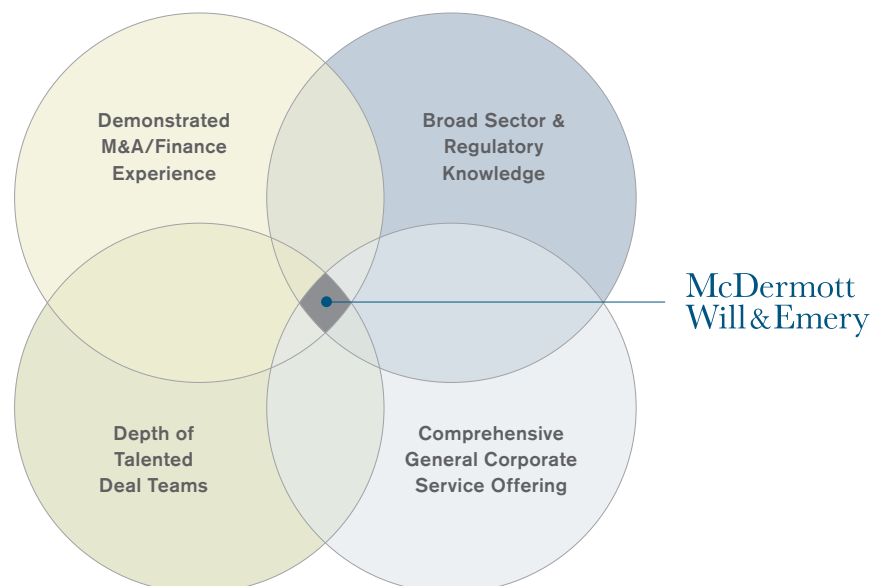 Demonstrated
M&A/Finance
Experience
Broad Sector &
Regulatory
Knowledge
McDermott
Will & Emery
Depth of
Talented
Deal Teams
Comprehensive
General Corporate
Service Offering